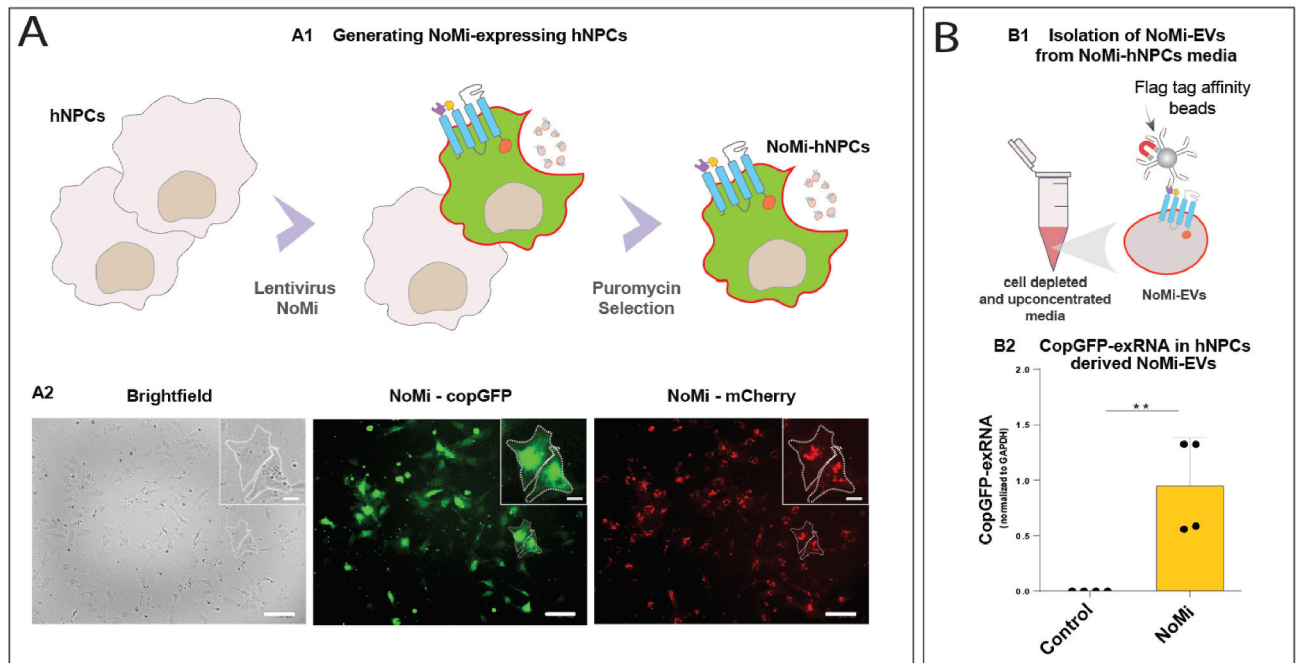 A
A1 Generating NoMi-expressing hNPCs
hNPCs
Lentivirus
NoMi
Puromycin
Selection
NoMi-hNPCs
A2
Brightfield
NoMi - copGFP
NoMi - mCherry
B
B1 Isolation of NoMi-EVs
from NoMi-hNPCs media
Flag tag affinity
beads
cell depleted
and upconcentrated
media
NoMi-EVs
B2 CopGFP-exRNA in hNPCs
derived NoMi-EVs
CopGFP-exRNA
(normalized to GAPDH)
2.0
1.5
1.0
0.5
0.0
**
Control
NoMi